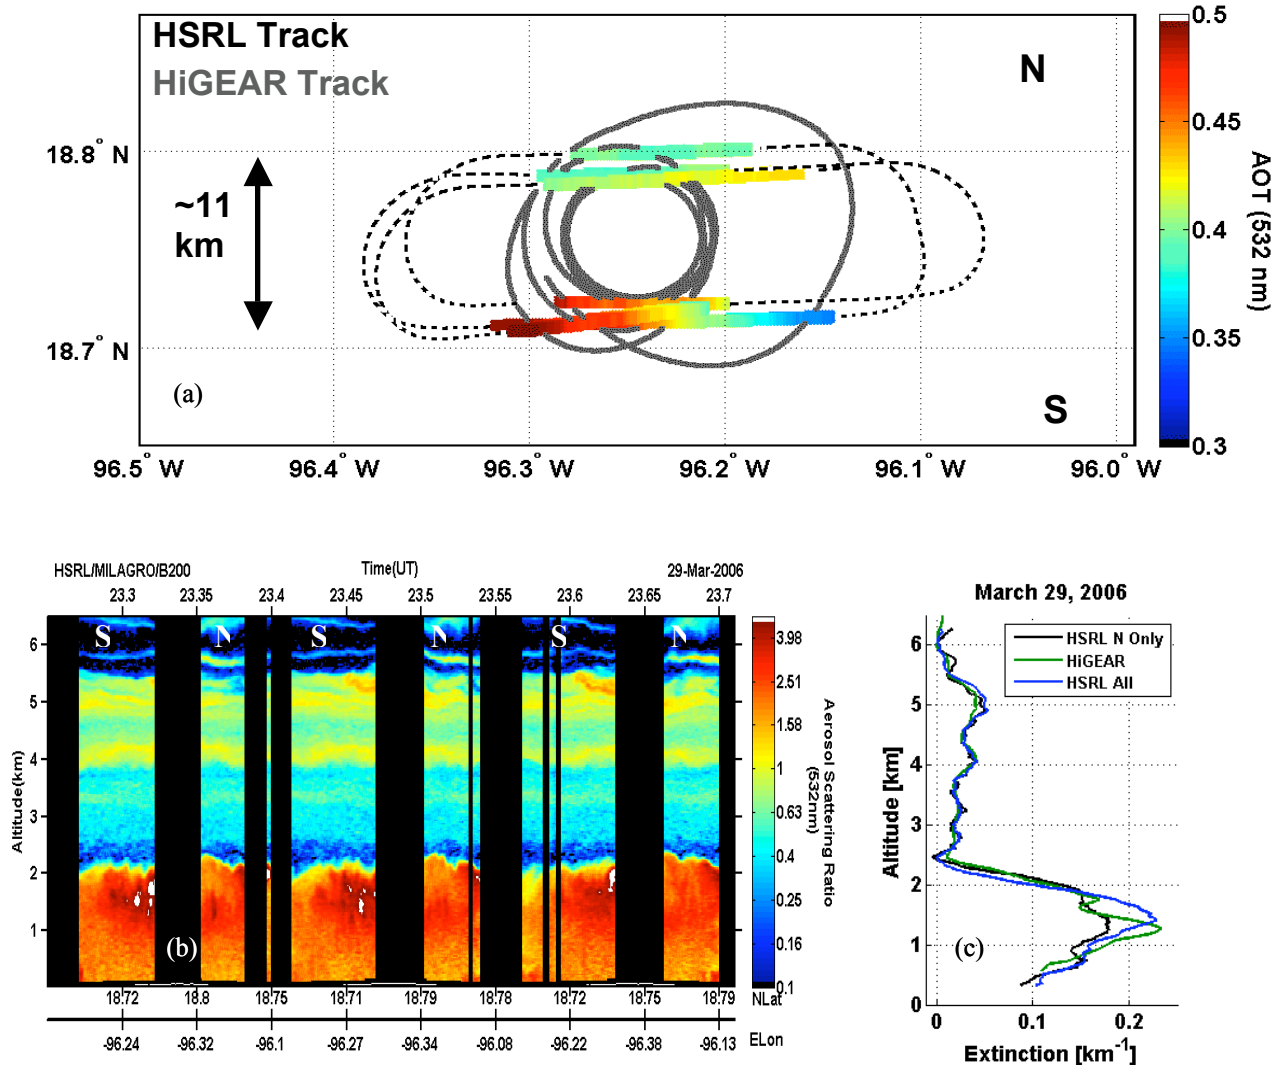 HSRL Track
HiGEAR Track
N
~11
km
S
(a)
18.8° N
18.7° N
96.5° W 96.4° W 96.3° W 96.2° W 96.1° W 96.0° W
0.5
0.45
0.4
0.35
0.3
AOT (532 nm)
HSRL/MILAGRO/B200 Time(UT) 29-Mar-2006
23.3 23.35 23.4 23.45 23.5 23.55 23.6 23.65 23.7
S N S N S N
6
5
4
3
2
1
Altitude(km)
(b)
3.98
2.51
1.58
1
0.63
0.4
0.25
0.16
0.1
Aerosol Scattering Ratio
(532nm)
18.72 18.8 18.75 18.71 18.79 18.78 18.72 18.75 18.79 NLat
-96.24 -96.32 -96.1 -96.27 -96.34 -96.08 -96.22 -96.38 -96.13 ELon
March 29, 2006
HSRL N Only
HiGEAR
HSRL All
6
5
4
3
2
1
0
Altitude [km]
(c)
0 0.1 0.2
Extinction [km⁻¹]